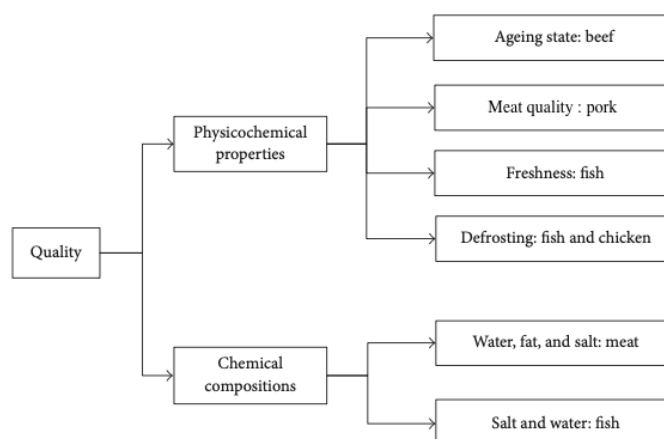 Ageing state: beef
Meat quality : pork
Physicochemical
properties
Freshness: fish
Defrosting: fish and chicken
Quality
Water, fat, and salt: meat
Chemical
compositions
Salt and water: fish